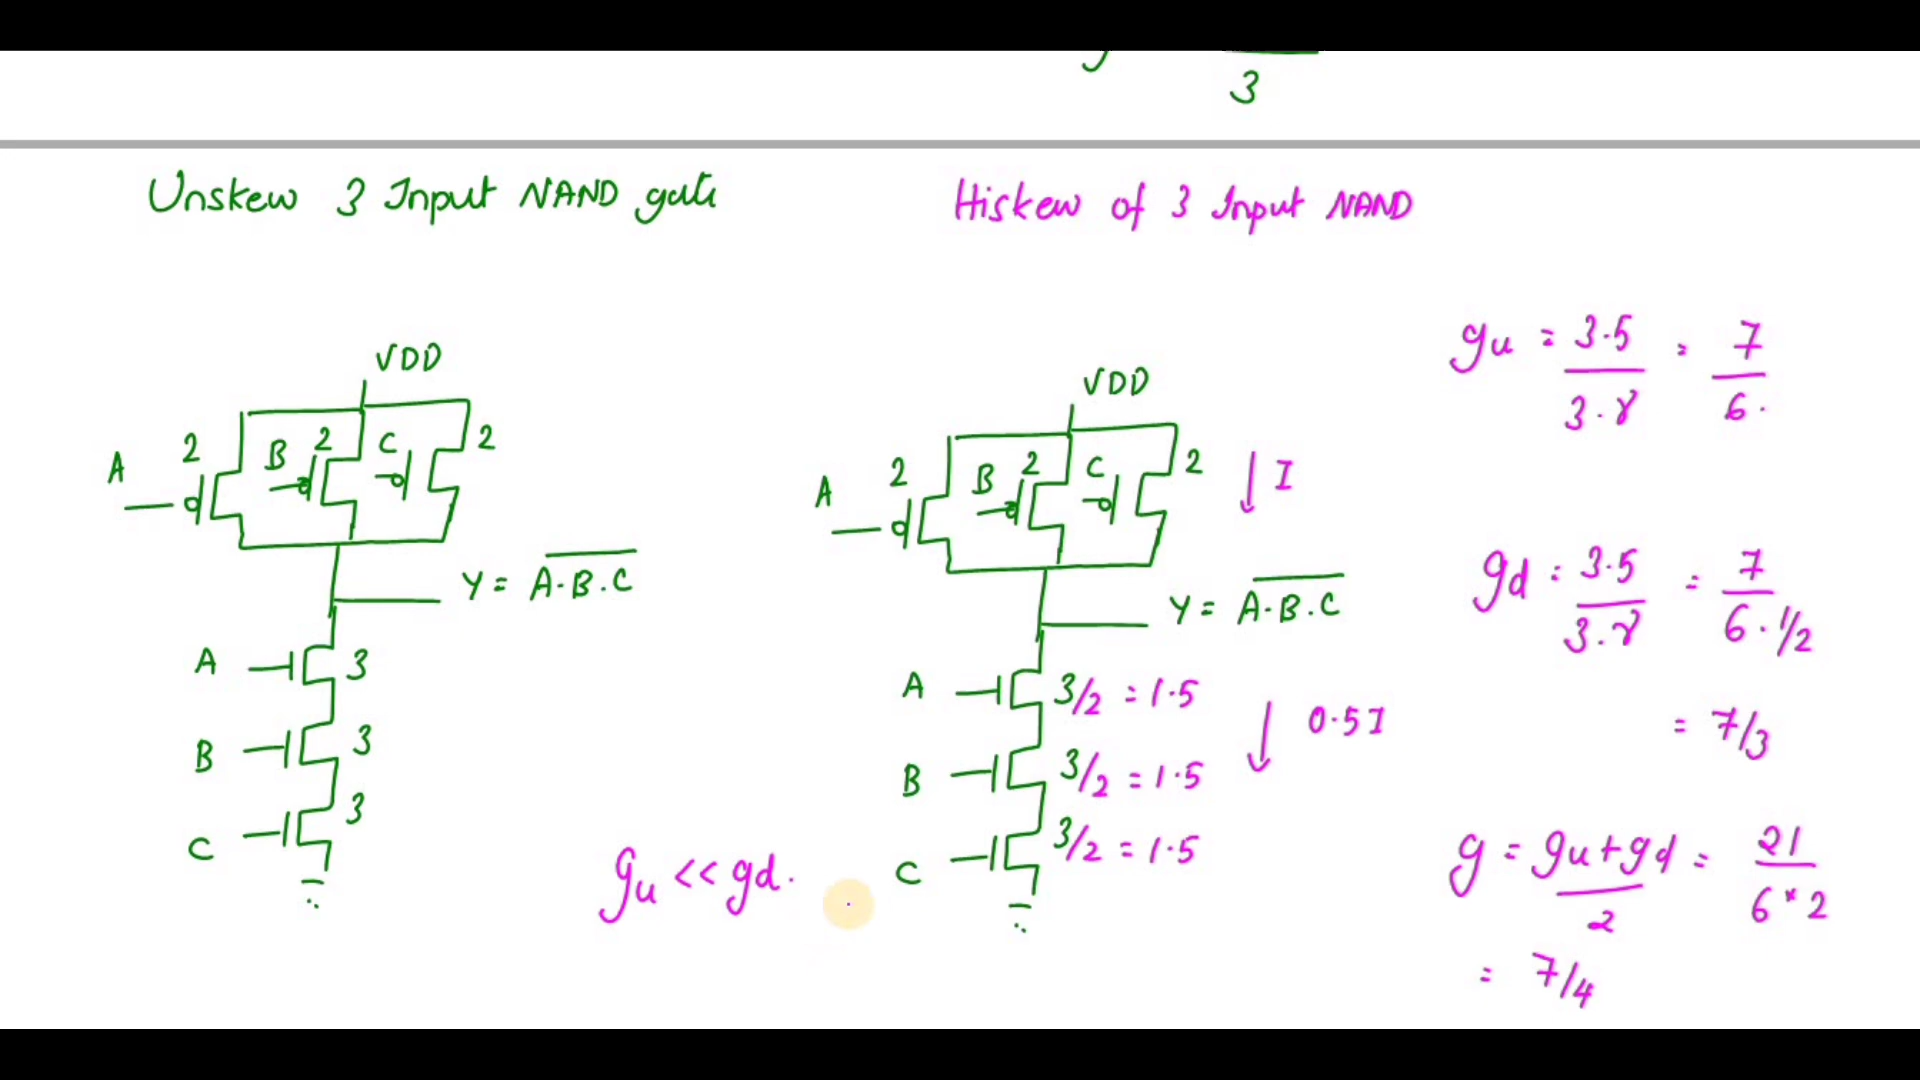 3
Unskew 3 Input NAND gate
VDD
A 2 B 2 C 2
Y = \overline{A·B.C}
A 3
B 3
C 3
gu << gd.
Hiskew of 3 Input NAND
VDD
A 2 B 2 C 2
↓ I
Y = \overline{A·B.C}
A 3/2 = 1.5
B 3/2 = 1.5
C 3/2 = 1.5
↓ 0.5I
gu = 3.5/3.γ = 7/6.
gd = 3.5/3.γ = 7/6.1/2
= 7/3
g = gu+gd/2 = 21/6*2
= 7/4